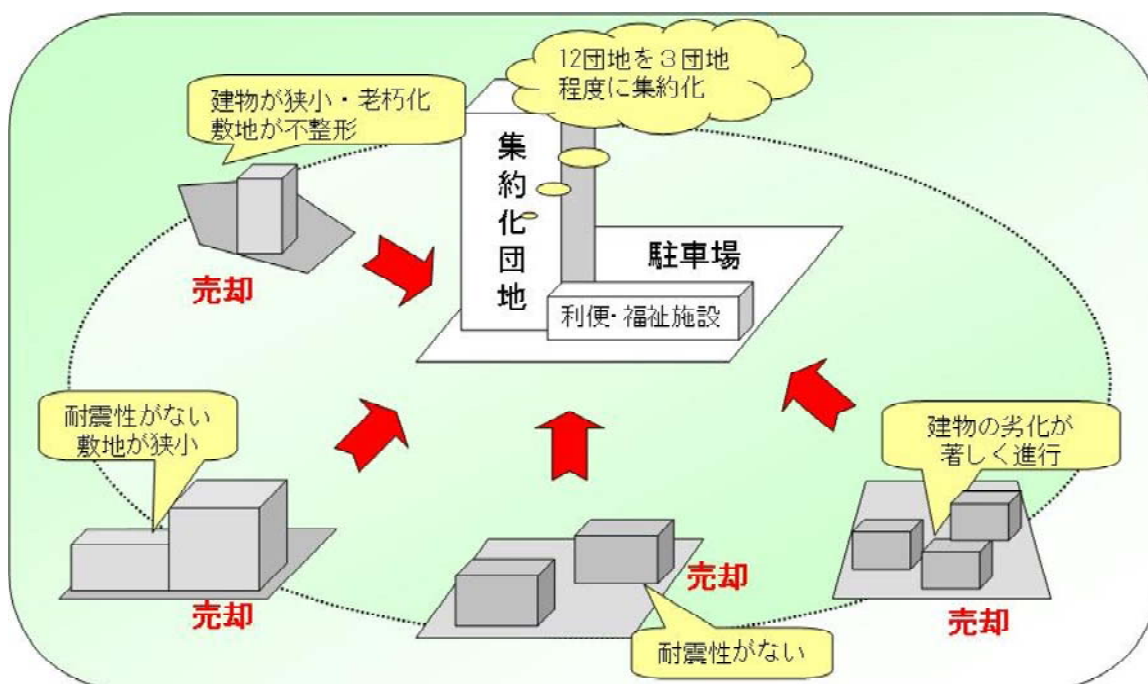 12団地を3団地
程度に集約化
建物が狭小・老朽化
敷地が不整形
集約化団地
駐車場
利便・福祉施設
売却
耐震性がない
敷地が狭小
売却
建物の劣化が
著しく進行
売却
売却
耐震性がない